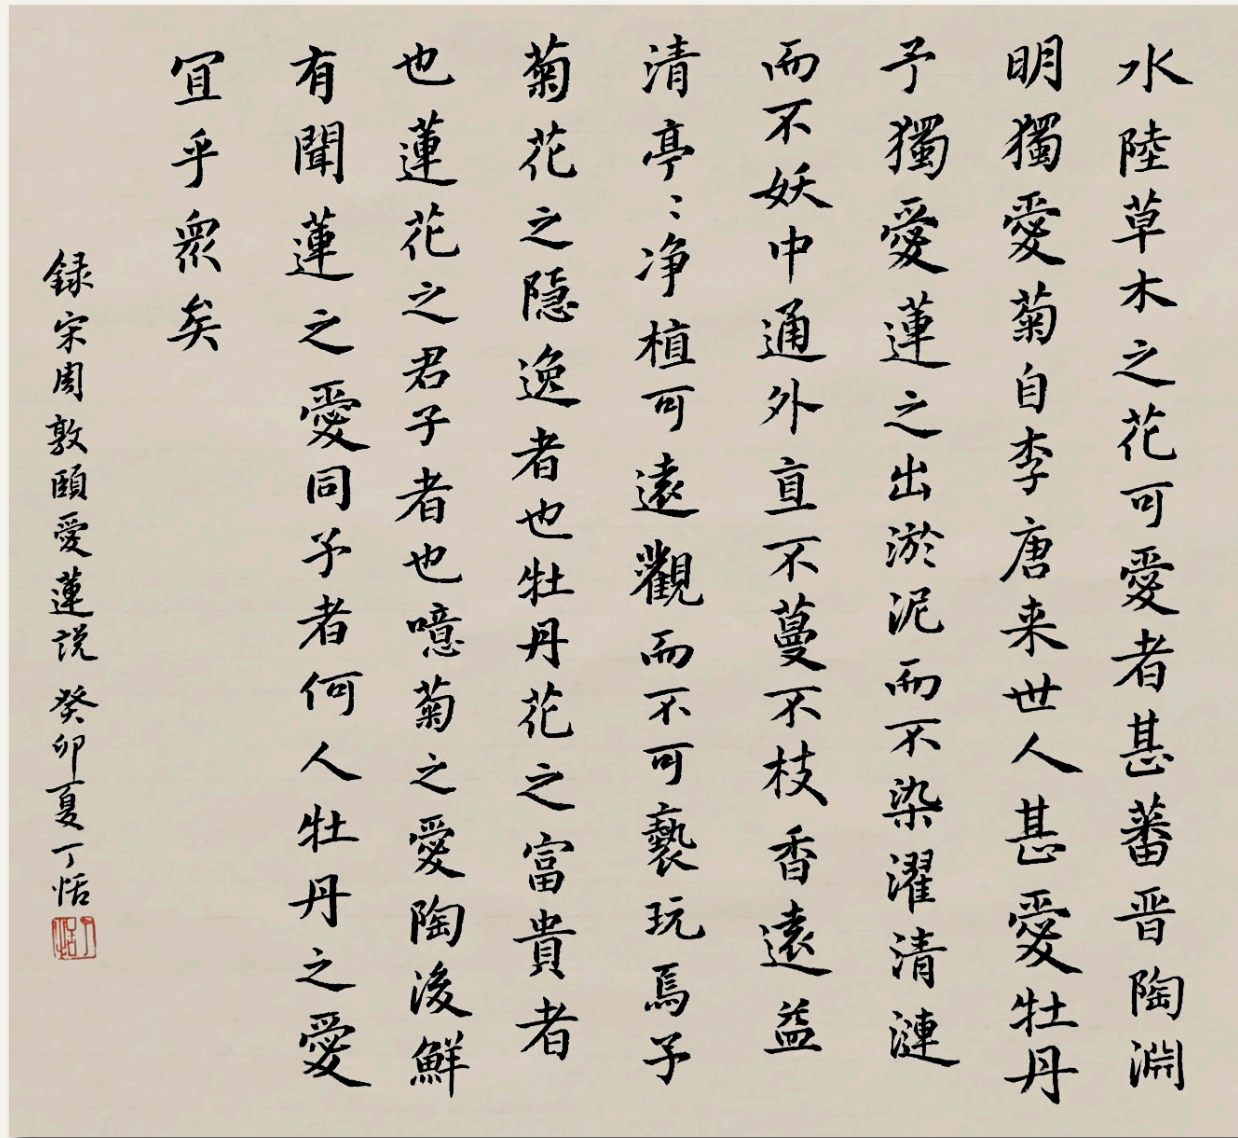 水陸草木之花可愛者甚蕃晋陶淵
明獨愛菊自李唐来世人甚愛牡丹
予獨愛蓮之出淤泥而不染濯清漣
而不妖中通外直不蔓不枝香遠益
清亭〻净植可遠觀而不可褻玩焉予
菊花之隱逸者也牡丹花之富貴者
也蓮花之君子者也噫菊之愛陶後鮮
有聞蓮之愛同予者何人牡丹之愛
宜乎眾矣
録宋周敦頤愛蓮説 癸卯夏丁恬
丁恬